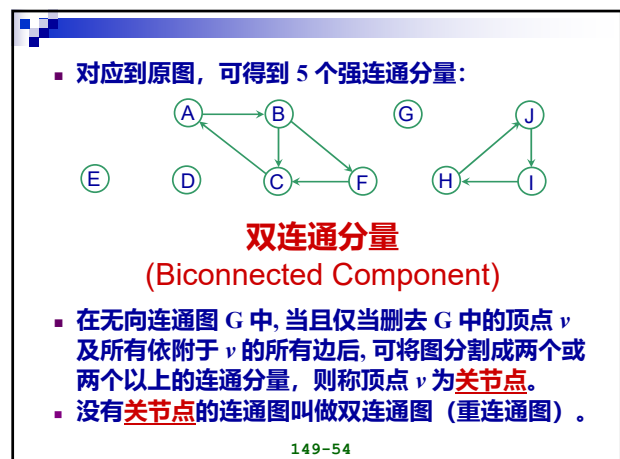 对应到原图，可得到 5 个强连通分量：
A B G J
E D C F H I
双连通分量
(Biconnected Component)
在无向连通图 G 中, 当且仅当删去 G 中的顶点 v
及所有依附于 v 的所有边后, 可将图分割成两个或
两个以上的连通分量，则称顶点 v 为关节点。
没有关节点的连通图叫做双连通图（重连通图）。
149-54